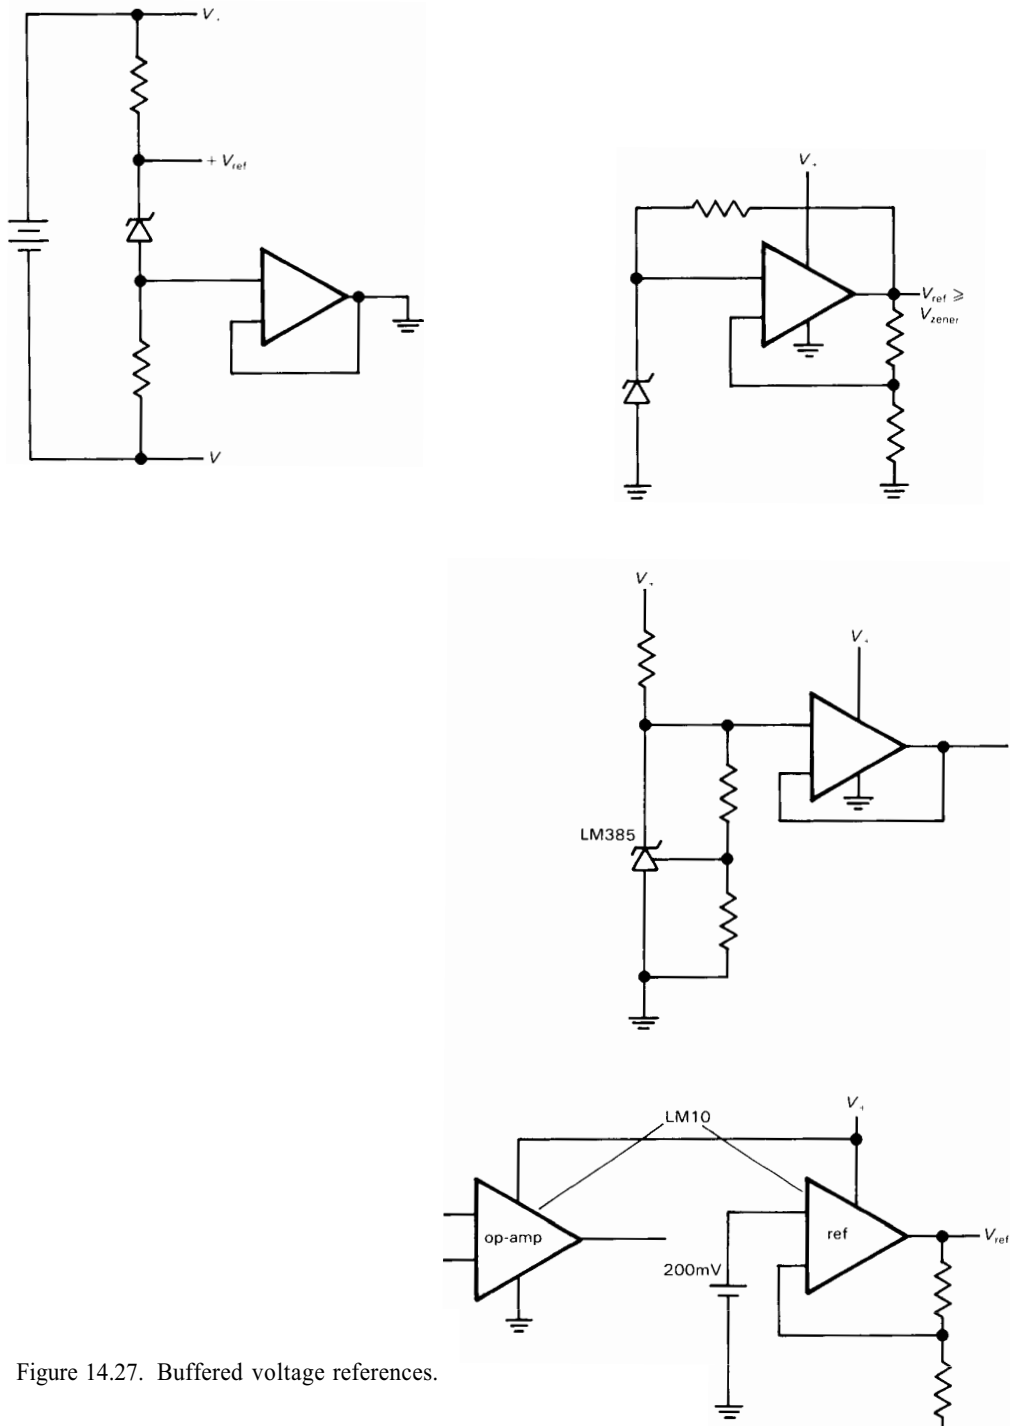 V₊
+ Vref
V
V₊
Vref ⩾
Vzener
V₊
V₊
LM385
LM10
V₊
op-amp
ref
Vref
200mV
Figure 14.27. Buffered voltage references.